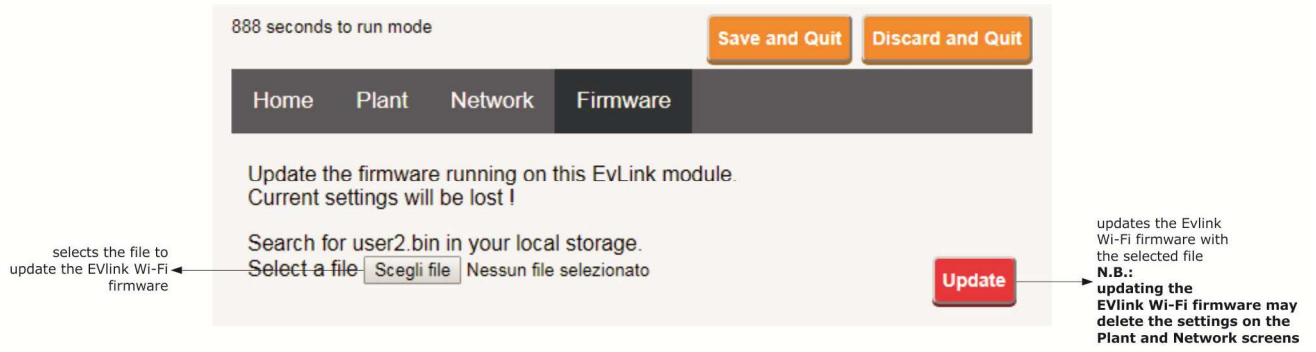 888 seconds to run mode
Save and Quit
Discard and Quit
Home
Plant
Network
Firmware
Update the firmware running on this EvLink module.
Current settings will be lost !
Search for user2.bin in your local storage.
Select a file Scegli file Nessun file selezionato
Update
selects the file to
update the EVlink Wi-Fi
firmware
updates the Evlink
Wi-Fi firmware with
the selected file
N.B.:
updating the
EVlink Wi-Fi firmware may
delete the settings on the
Plant and Network screens